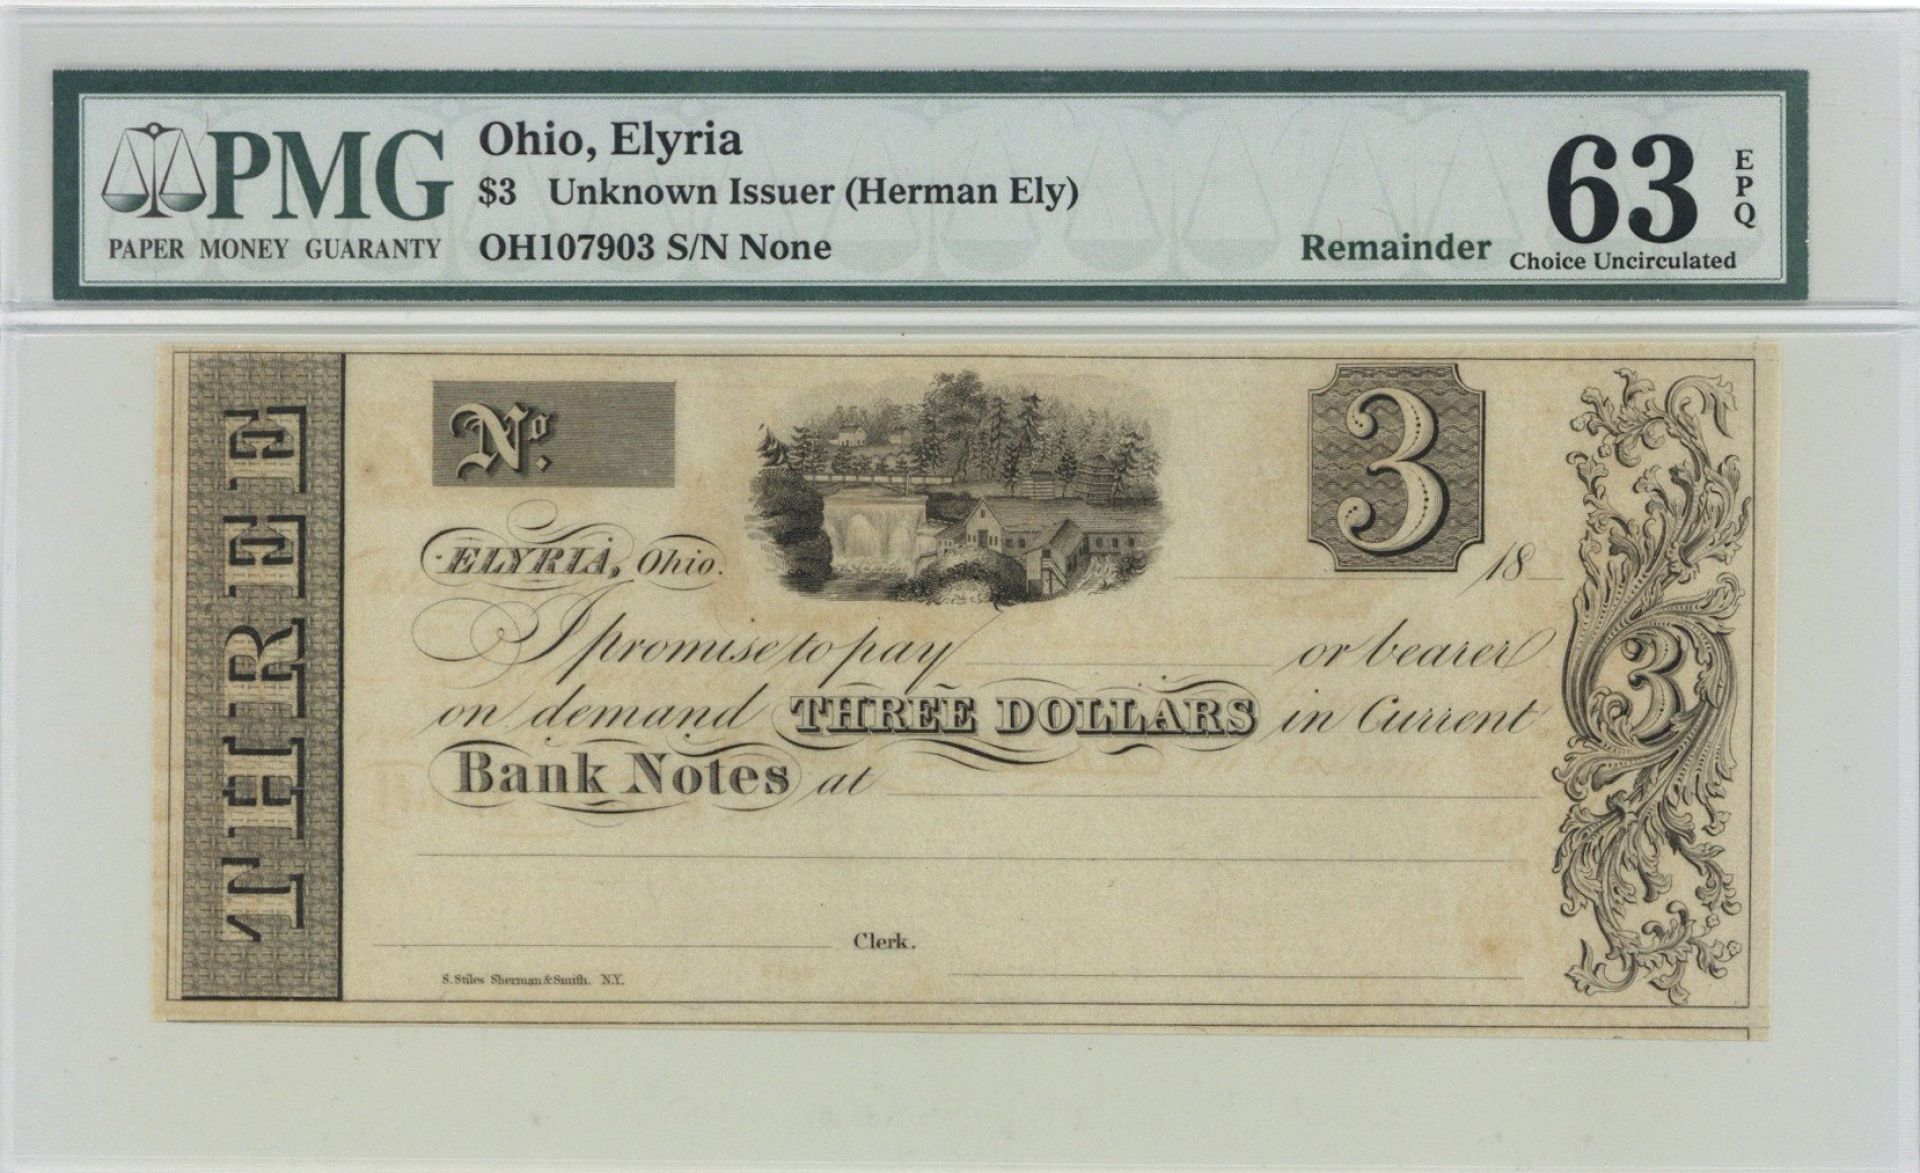 PMG
PAPER MONEY GUARANTY
Ohio, Elyria
$3 Unknown Issuer (Herman Ely)
OH107903 S/N None
Remainder
63 EPQ
Choice Uncirculated
THREE
No.
3
ELYRIA, Ohio.
18
I promise to pay or bearer
on demand THREE DOLLARS in Current
Bank Notes at
3
Clerk.
S. Stiles Sherman & Smith. N.Y.